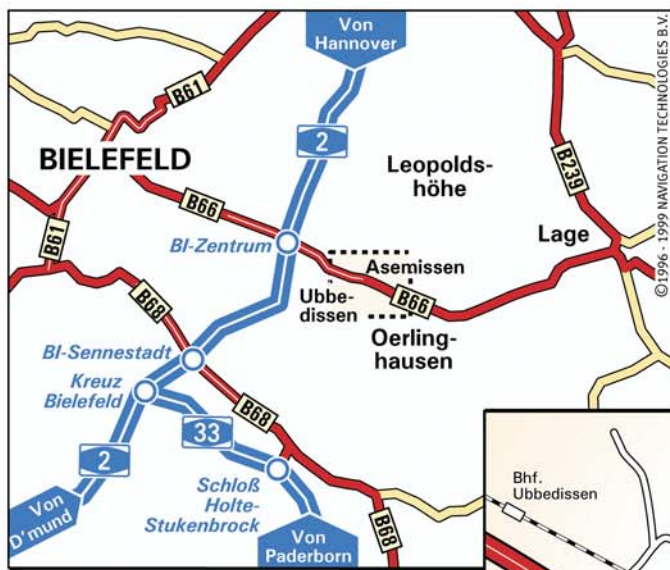 Von
Hannover
B61
2
BIELEFELD
Leopolds-
höhe
B239
B66
B61
BI-Zentrum
Lage
Asemissen
Ubbe-
dissen
B66
B68
Oerling-
hausen
BI-Sennestadt
Kreuz
Bielefeld
B68
33
2
Schloß
Holte-
Stukenbrock
Von
D'mund
Von
Paderborn
B68
Bhf.
Ubbedissen
©1996 - 1999 NAVIGATION TECHNOLOGIES B.V.